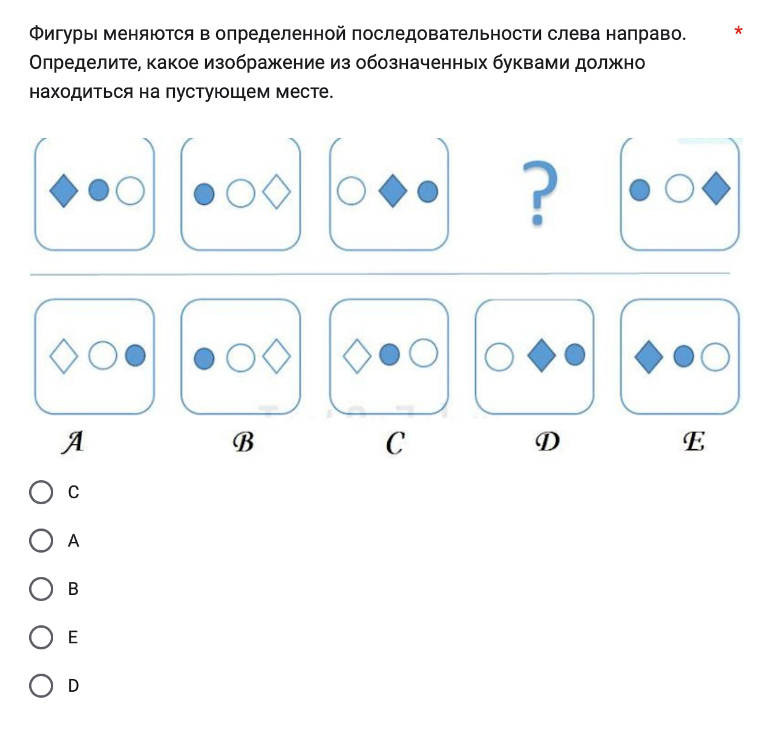 Фигуры меняются в определенной последовательности слева направо. *
Определите, какое изображение из обозначенных буквами должно
находиться на пустующем месте.
?
A B C D E
C
A
B
E
D